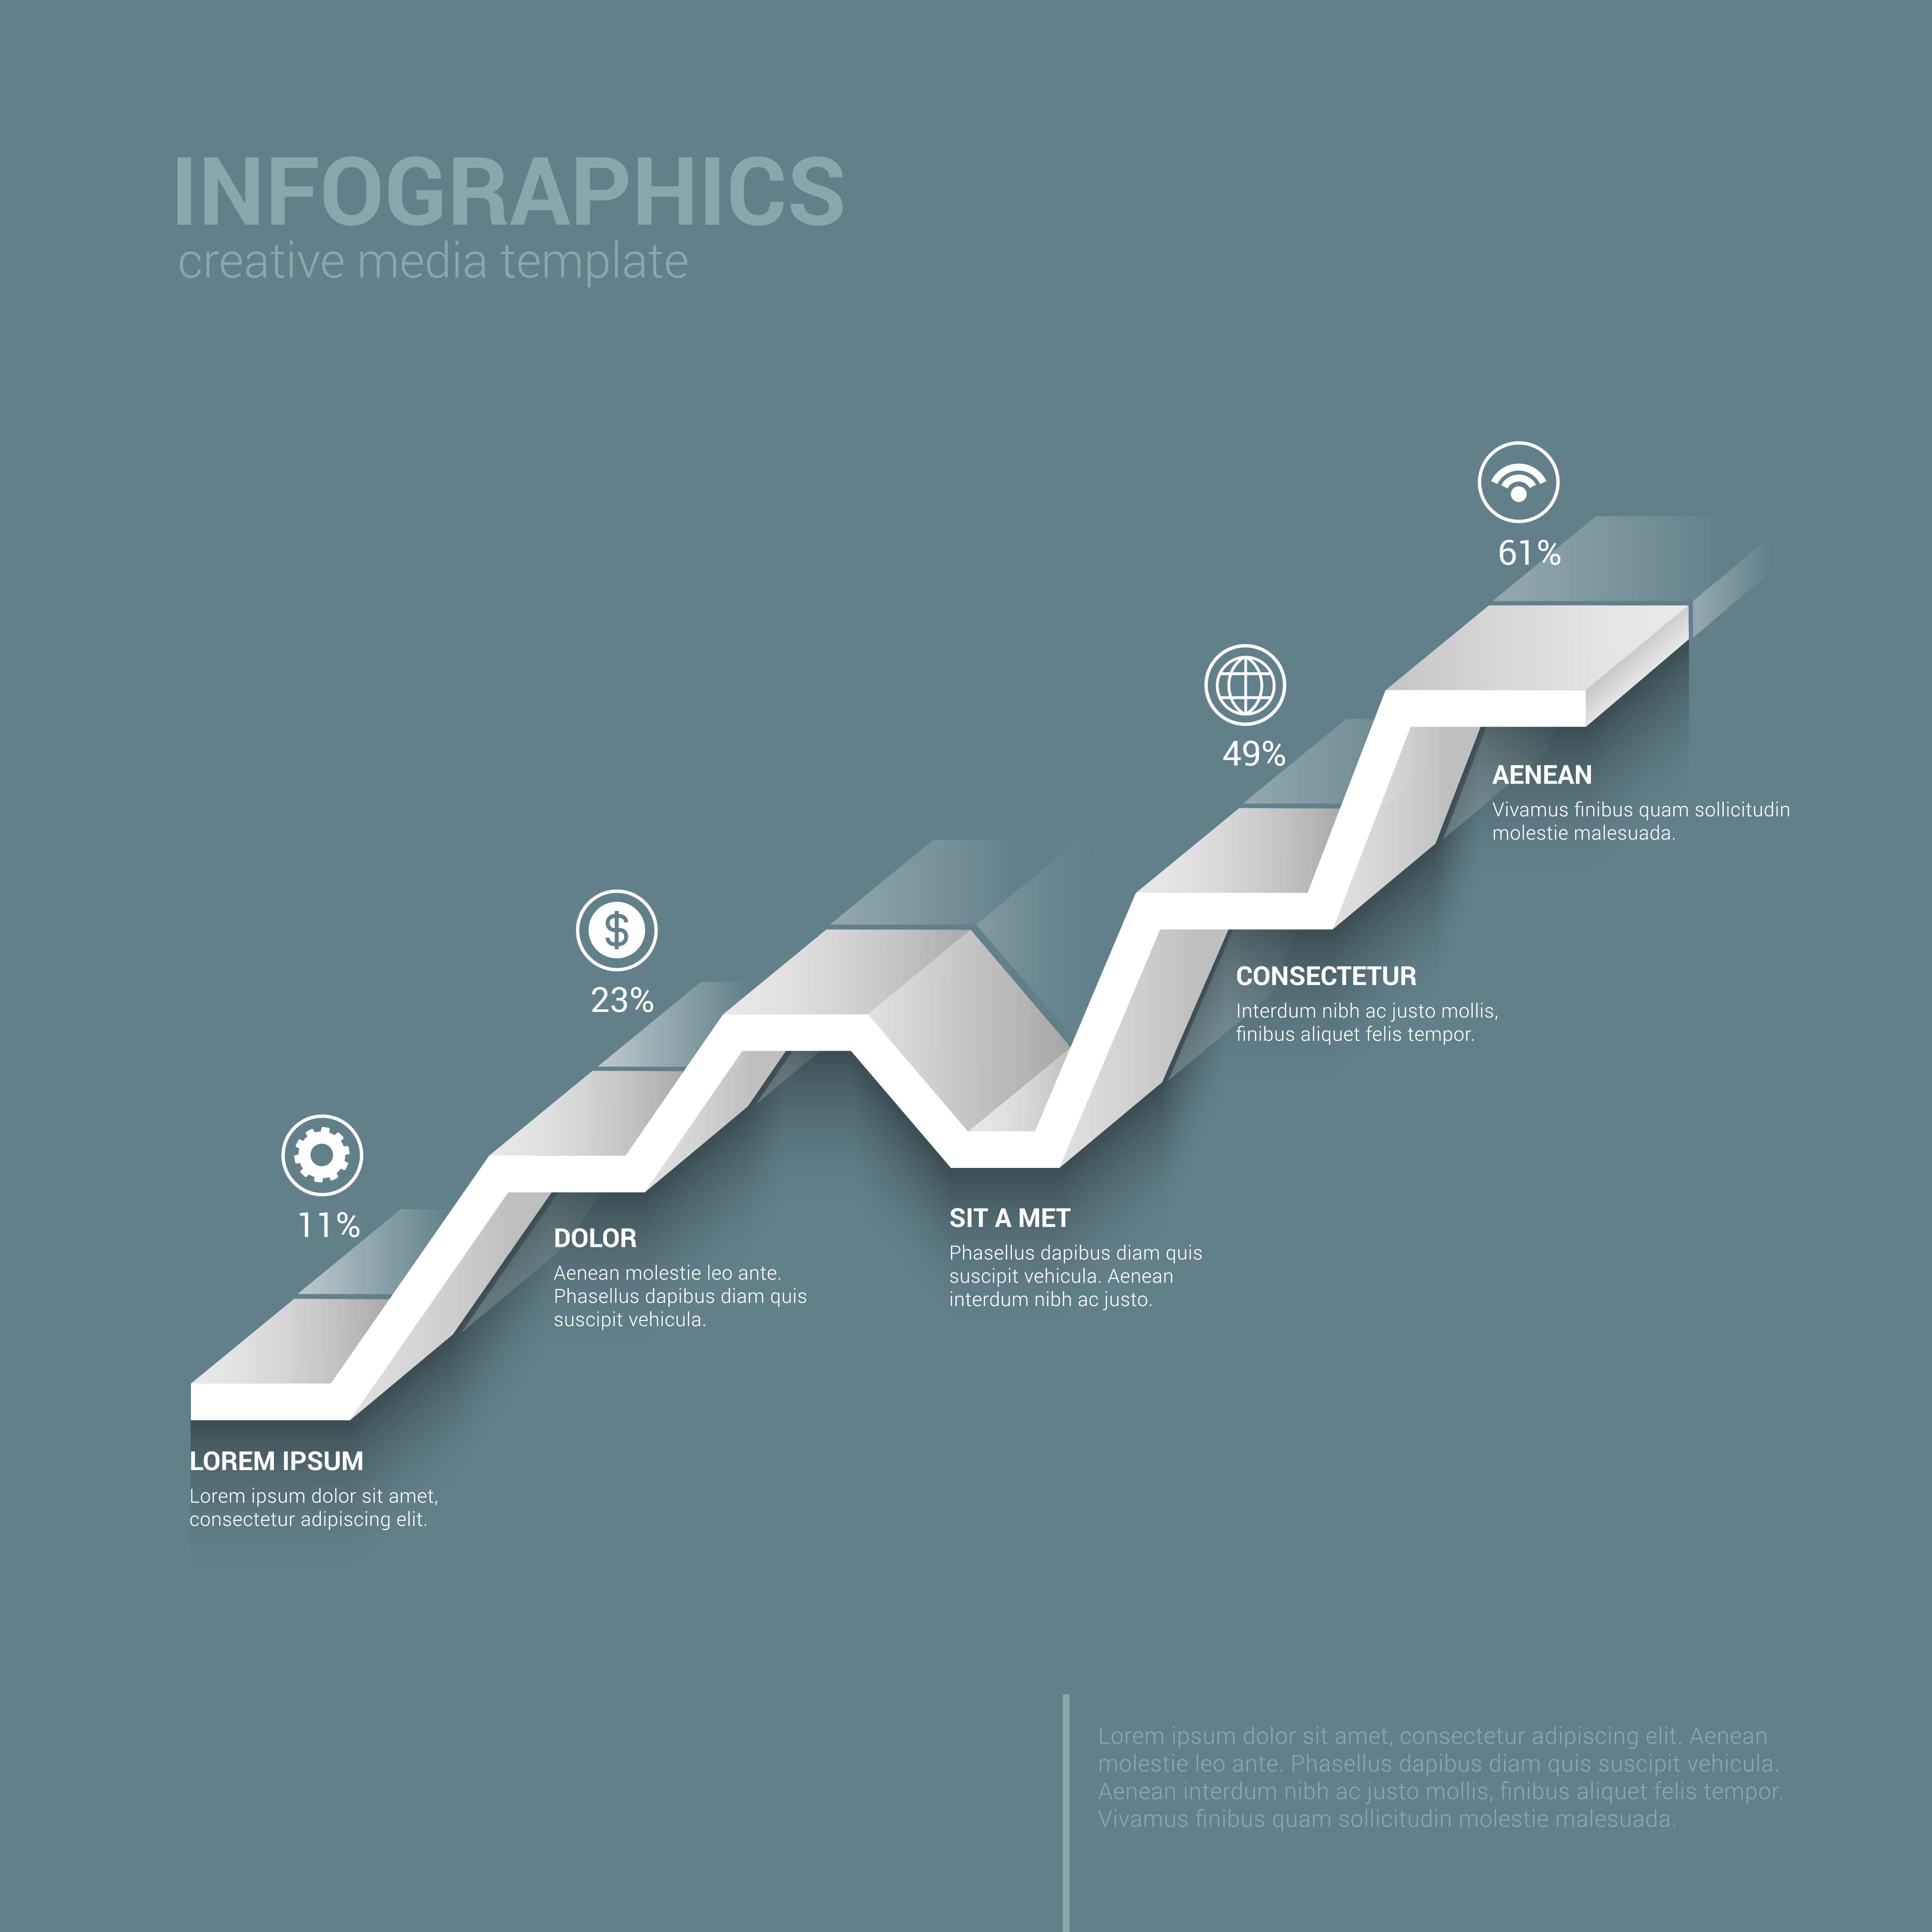 INFOGRAPHICS
creative media template
61%
49%
AENEAN
Vivamus finibus quam sollicitudin
molestie malesuada.
$
23%
CONSECTETUR
Interdum nibh ac justo mollis,
finibus aliquet felis tempor.
11%
SIT A MET
Phasellus dapibus diam quis
suscipit vehicula. Aenean
interdum nibh ac justo.
DOLOR
Aenean molestie leo ante.
Phasellus dapibus diam quis
suscipit vehicula.
LOREM IPSUM
Lorem ipsum dolor sit amet,
consectetur adipiscing elit.
Lorem ipsum dolor sit amet, consectetur adipiscing elit. Aenean
molestie leo ante. Phasellus dapibus diam quis suscipit vehicula.
Aenean interdum nibh ac justo mollis, finibus aliquet felis tempor.
Vivamus finibus quam sollicitudin molestie malesuada.